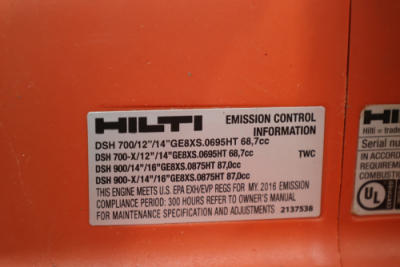 HILTI EMISSION CONTROL
INFORMATION
DSH 700/12"/14"GE8XS.0695HT 68,7cc
DSH 700-X/12"/14"GE8XS.0695HT 68,7cc TWC
DSH 900/14"/16"GE8XS.0875HT 87,0cc
DSH 900-X/14"/16"GE8XS.0875HT 87,0cc
THIS ENGINE MEETS U.S. EPA EXH/EVP REGS FOR MY. 2016 EMISSION
COMPLIANCE PERIOD: 300 HOURS REFER TO OWNER'S MANUAL
FOR MAINTENANCE SPECIFICATION AND ADJUSTMENTS 2137538
Hilti = trade
Serial nu
IN ACCORD
REQUIREMEN
COMBUSTION
UL